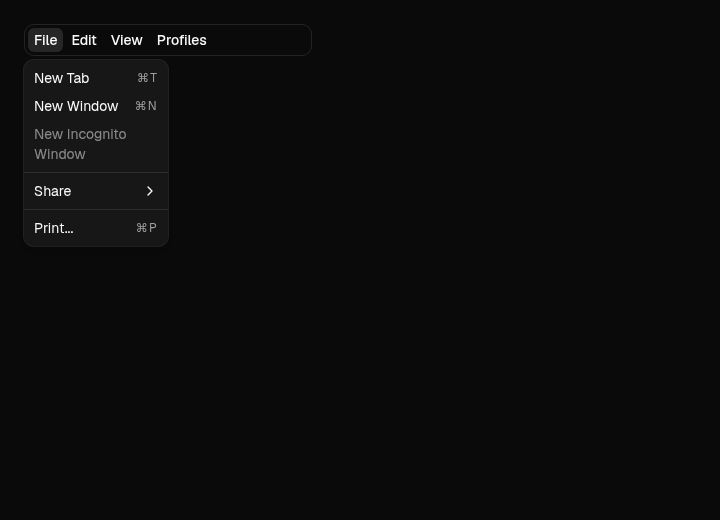 File Edit View Profiles
New Tab ⌘T
New Window ⌘N
New Incognito
Window
Share
Print... ⌘P